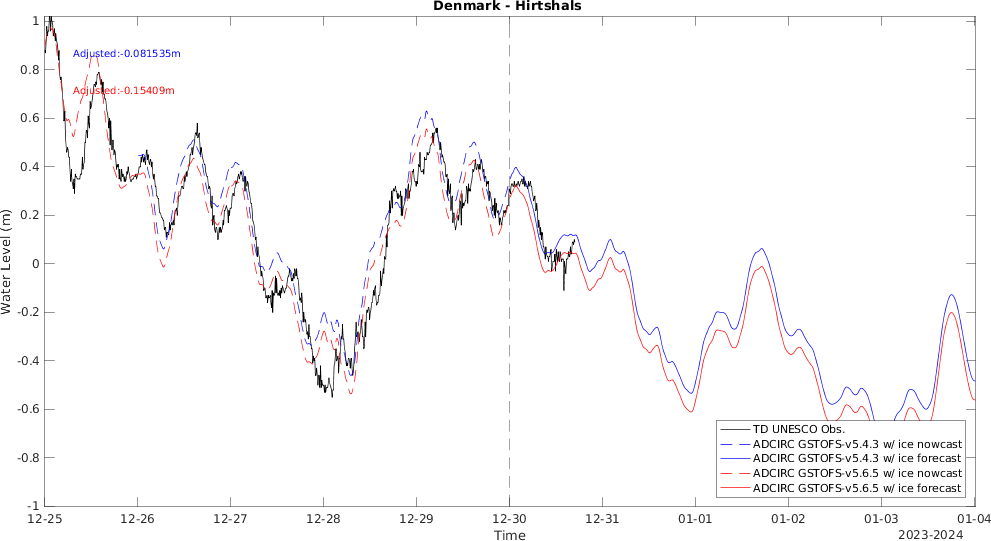 Denmark - Hirtshals
Adjusted:-0.081535m
Adjusted:-0.15409m
Water Level (m)
1
0.8
0.6
0.4
0.2
0
-0.2
-0.4
-0.6
-0.8
-1
TD UNESCO Obs.
ADCIRC GSTOFS-v5.4.3 w/ ice nowcast
ADCIRC GSTOFS-v5.4.3 w/ ice forecast
ADCIRC GSTOFS-v5.6.5 w/ ice nowcast
ADCIRC GSTOFS-v5.6.5 w/ ice forecast
12-25 12-26 12-27 12-28 12-29 12-30 12-31 01-01 01-02 01-03 01-04
Time
2023-2024